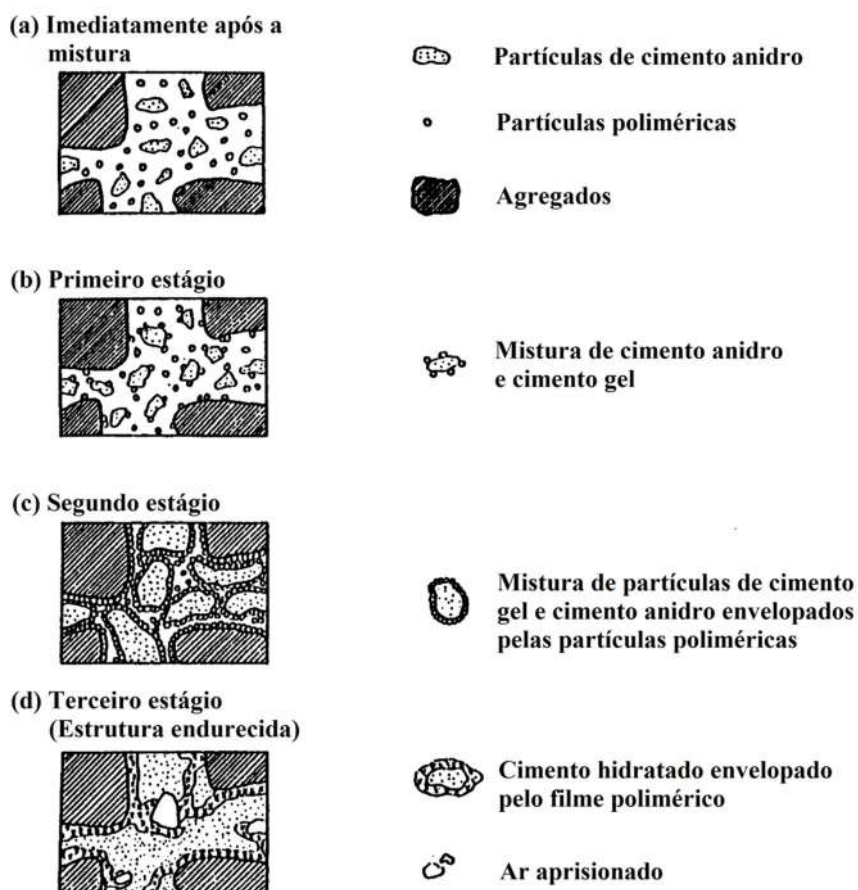 (a) Imediatamente após a
mistura
Partículas de cimento anidro
Partículas poliméricas
Agregados
(b) Primeiro estágio
Mistura de cimento anidro
e cimento gel
(c) Segundo estágio
Mistura de partículas de cimento
gel e cimento anidro envelopados
pelas partículas poliméricas
(d) Terceiro estágio
(Estrutura endurecida)
Cimento hidratado envelopado
pelo filme polimérico
Ar aprisionado